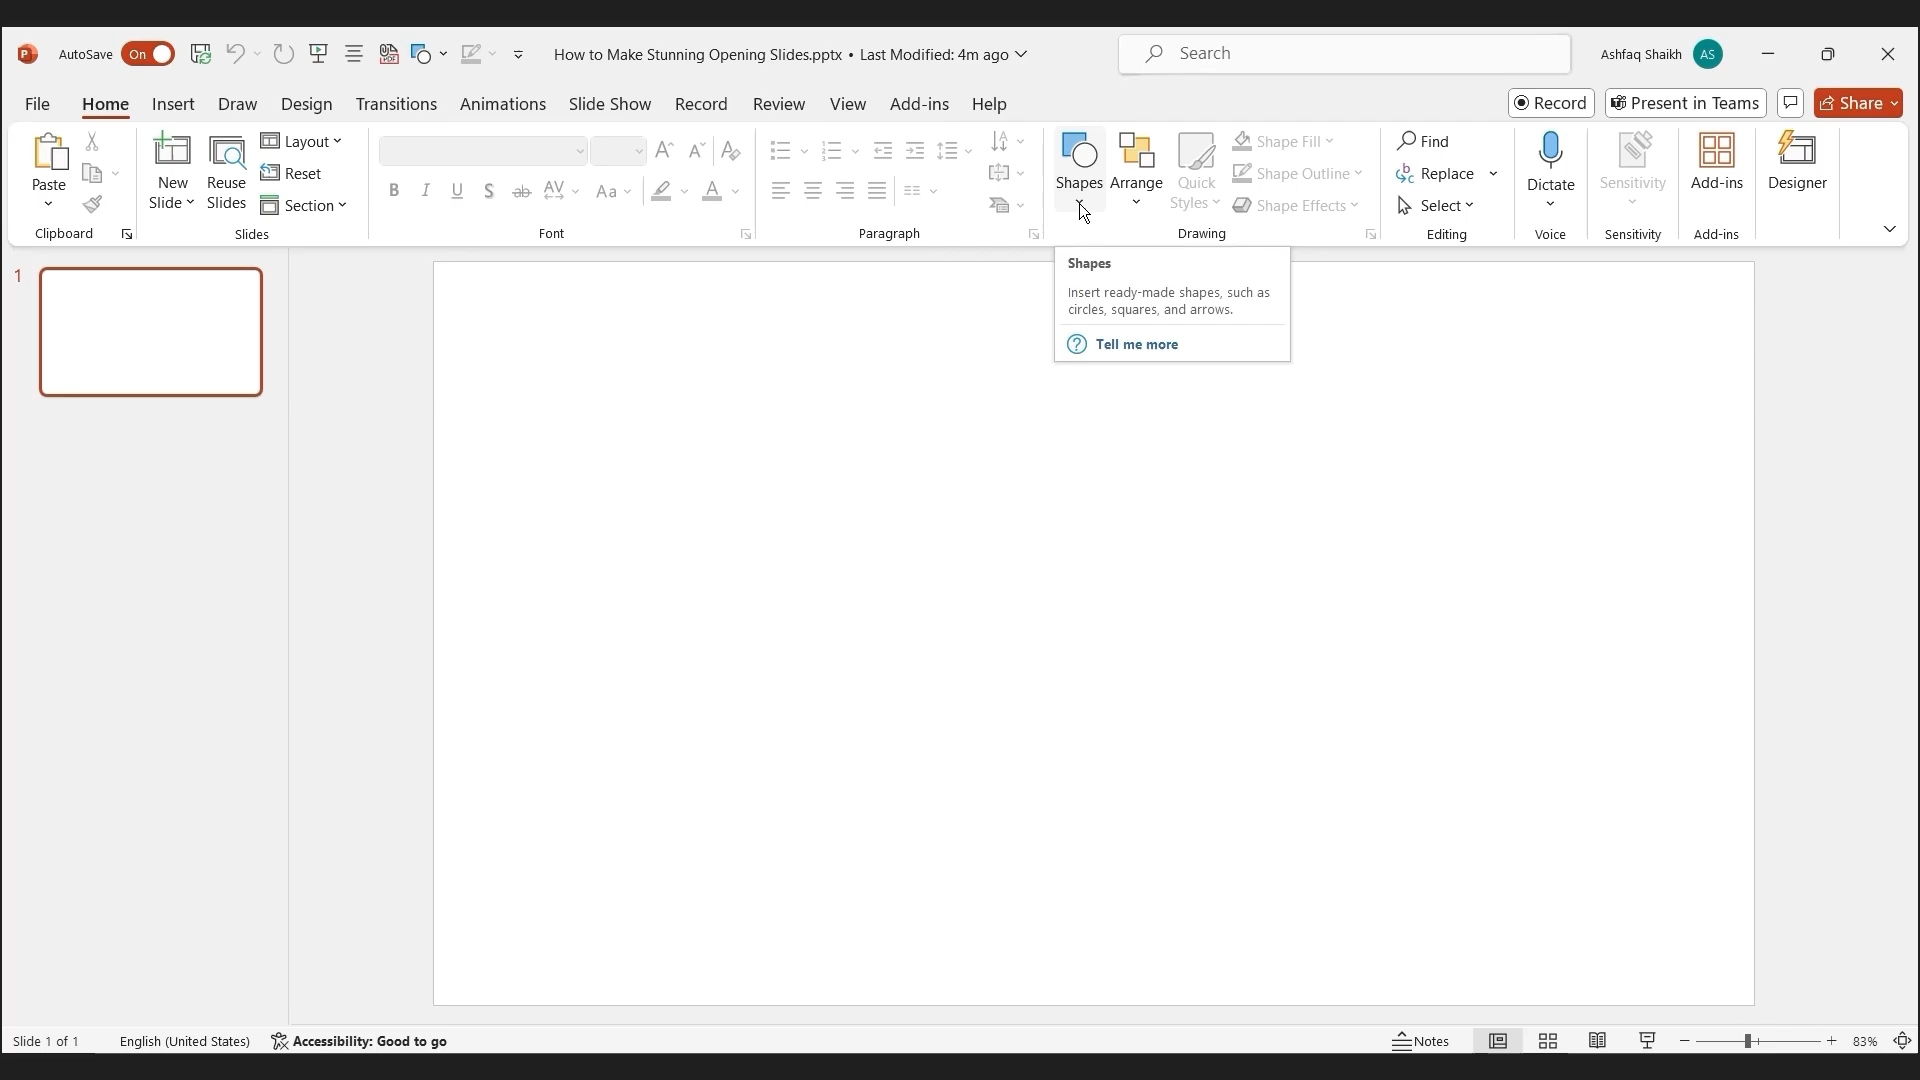 AutoSave On How to Make Stunning Opening Slides.pptx • Last Modified: 4m ago Search Ashfaq Shaikh AS
File Home Insert Draw Design Transitions Animations Slide Show Record Review View Add-ins Help Record Present in Teams Share
Paste
Clipboard
New
Slide
Reuse
Slides
Layout
Reset
Section
Slides
B I U S ab AV Aa A
Font
Paragraph
Shapes
Arrange
Quick
Styles
Shape Fill
Shape Outline
Shape Effects
Drawing
Find
Replace
Select
Editing
Dictate
Voice
Sensitivity
Sensitivity
Add-ins
Add-ins
Designer
Shapes
Insert ready-made shapes, such as
circles, squares, and arrows.
? Tell me more
1
Slide 1 of 1 English (United States) Accessibility: Good to go Notes 83%